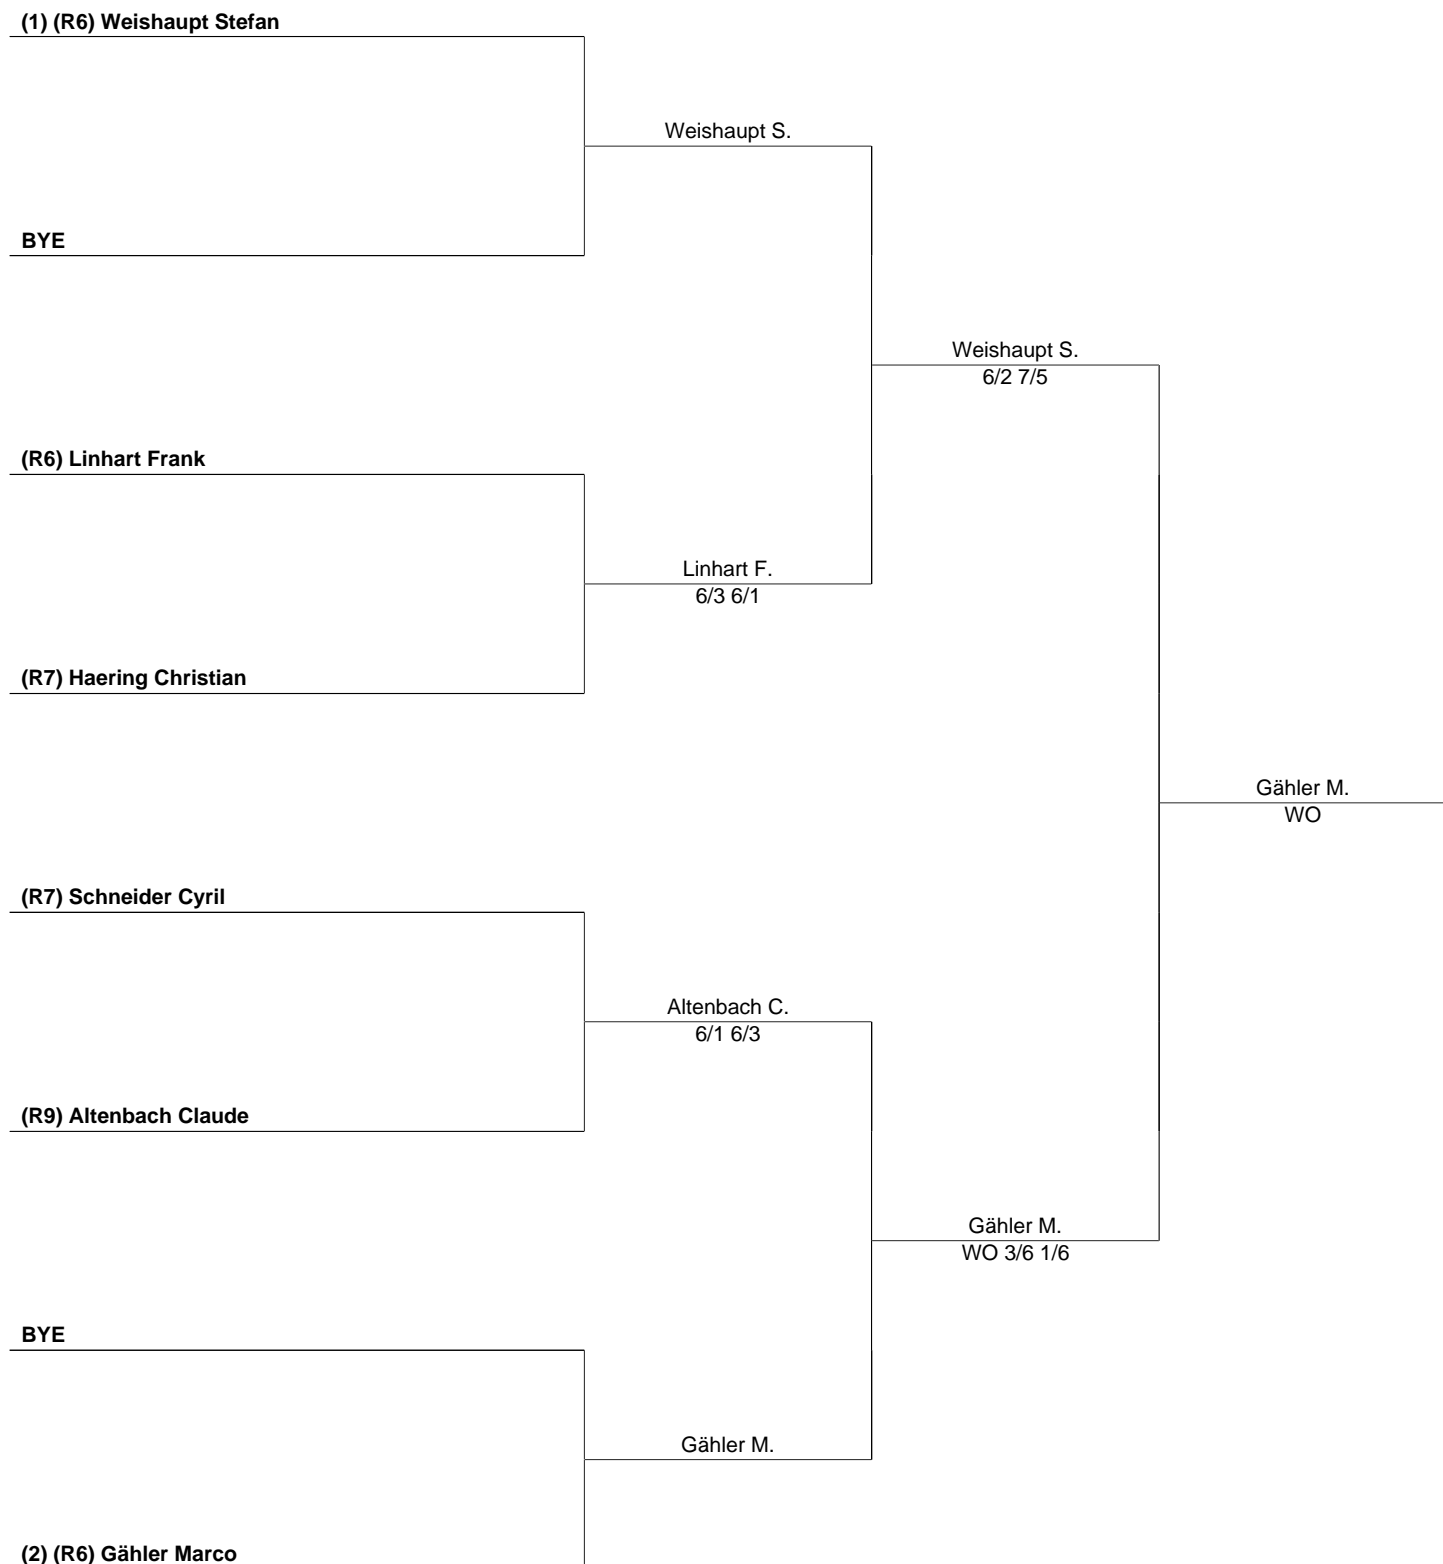 (1) (R6) Weishaupt Stefan
Weishaupt S.
BYE
Weishaupt S.
6/2 7/5
(R6) Linhart Frank
Linhart F.
6/3 6/1
(R7) Haering Christian
Gähler M.
WO
(R7) Schneider Cyril
Altenbach C.
6/1 6/3
(R9) Altenbach Claude
Gähler M.
WO 3/6 1/6
BYE
Gähler M.
(2) (R6) Gähler Marco